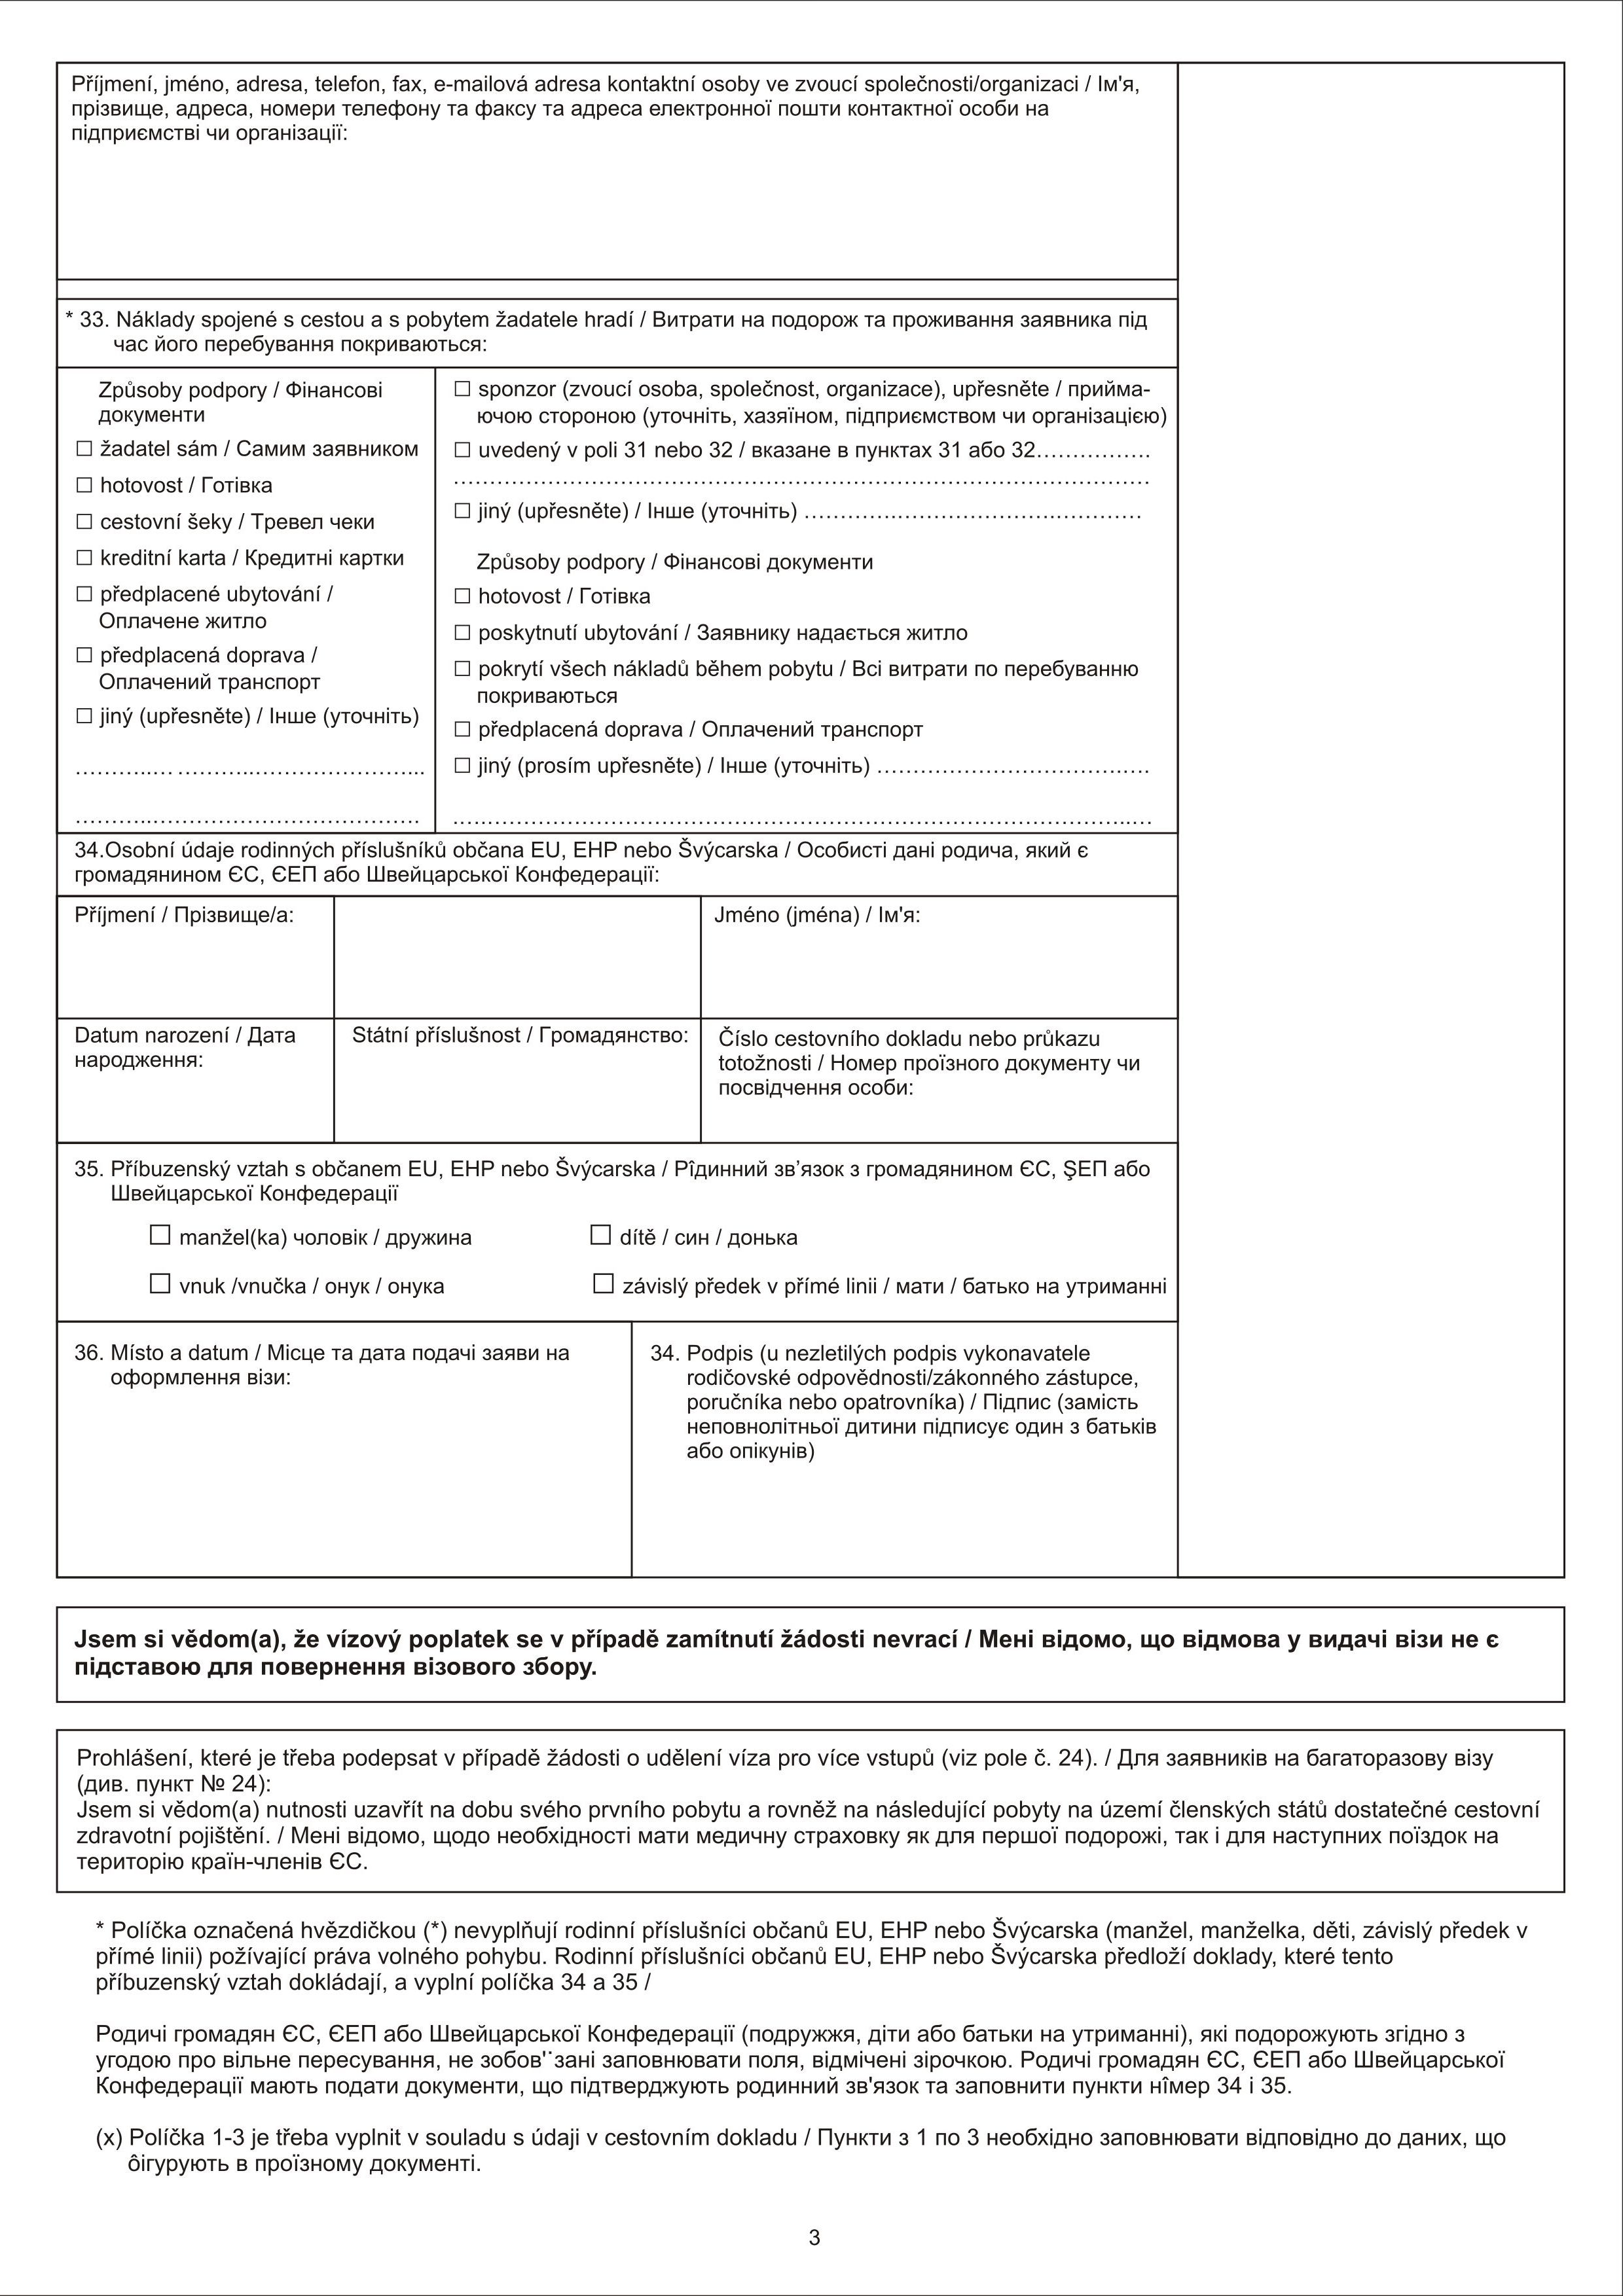 Příjmení, jméno, adresa, telefon, fax, e-mailová adresa kontaktní osoby ve zvoucí společnosti/organizaci / Ім'я,
прізвище, адреса, номери телефону та факсу та адреса електронної пошти контактної особи на
підприємстві чи організації:
* 33. Náklady spojené s cestou a s pobytem žadatele hradí / Витрати на подорож та проживання заявника під
час його перебування покриваються:
Způsoby podpory / Фінансові
документи
☐ žadatel sám / Самим заявником
☐ hotovost / Готівка
☐ cestovní šeky / Тревел чеки
☐ kreditní karta / Кредитні картки
☐ předplacené ubytování /
Оплачене житло
☐ předplacená doprava /
Оплачений транспорт
☐ jiný (upřesněte) / Інше (уточніть)
………..… ………..…………………...
………..………………………………….
☐ sponzor (zvoucí osoba, společnost, organizace), upřesněte / прийма-
ючою стороною (уточніть, хазяїном, підприємством чи організацією)
☐ uvedený v poli 31 nebo 32 / вказане в пунктах 31 або 32…………….
……………………………………………………………………………
☐ jiný (upřesněte) / Інше (уточніть) ………..……………….…………
Způsoby podpory / Фінансові документи
☐ hotovost / Готівка
☐ poskytnutí ubytování / Заявнику надається житло
☐ pokrytí všech nákladů během pobytu / Всі витрати по перебуванню
покриваються
☐ předplacená doprava / Оплачений транспорт
☐ jiný (prosím upřesněte) / Інше (уточніть) …………………………….….
….………………………………………………………………………..…
34.Osobní údaje rodinných příslušníků občana EU, EHP nebo Švýcarska / Особисті дані родича, який є
громадянином ЄС, ЄЕП або Швейцарської Конфедерації:
Příjmení / Прізвище/а:
Jméno (jména) / Ім'я:
Datum narození / Дата
народження:
Státní příslušnost / Громадянство:
Číslo cestovního dokladu nebo průkazu
totožnosti / Номер проїзного документу чи
посвідчення особи:
35. Příbuzenský vztah s občanem EU, EHP nebo Švýcarska / Рîдинний зв’язок з громадянином ЄС, ŞЕП або
Швейцарської Конфедерації
☐ manžel(ka) чоловік / дружина
☐ dítě / син / донька
☐ vnuk /vnučka / онук / онука
☐ závislý předek v přímé linii / мати / батько на утриманні
36. Místo a datum / Місце та дата подачі заяви на
оформлення візи:
34. Podpis (u nezletilých podpis vykonavatele
rodičovské odpovědnosti/zákonného zástupce,
poručníka nebo opatrovníka) / Підпис (замість
неповнолітньої дитини підписує один з батьків
або опікунів)
Jsem si vědom(a), že vízový poplatek se v případě zamítnutí žádosti nevrací / Мені відомо, що відмова у видачі візи не є
підставою для повернення візового збору.
Prohlášení, které je třeba podepsat v případě žádosti o udělení víza pro více vstupů (viz pole č. 24). / Для заявників на багаторазову візу
(див. пункт № 24):
Jsem si vědom(a) nutnosti uzavřít na dobu svého prvního pobytu a rovněž na následující pobyty na území členských států dostatečné cestovní
zdravotní pojištění. / Мені відомо, щодо необхідності мати медичну страховку як для першої подорожі, так і для наступних поїздок на
територію країн-членів ЄС.
* Políčka označená hvězdičkou (*) nevyplňují rodinní příslušníci občanů EU, EHP nebo Švýcarska (manžel, manželka, děti, závislý předek v
přímé linii) požívající práva volného pohybu. Rodinní příslušníci občanů EU, EHP nebo Švýcarska předloží doklady, které tento
příbuzenský vztah dokládají, a vyplní políčka 34 a 35 /
Родичі громадян ЄС, ЄЕП або Швейцарської Конфедерації (подружжя, діти або батьки на утриманні), які подорожують згідно з
угодою про вільне пересування, не зобов'˙зані заповнювати поля, відмічені зірочкою. Родичі громадян ЄС, ЄЕП або Швейцарської
Конфедерації мають подати документи, що підтверджують родинний зв'язок та заповнити пункти нîмер 34 і 35.
(x) Políčka 1-3 je třeba vyplnit v souladu s údaji v cestovním dokladu / Пункти з 1 по 3 необхідно заповнювати відповідно до даних, що
ôігурують в проїзному документі.
3